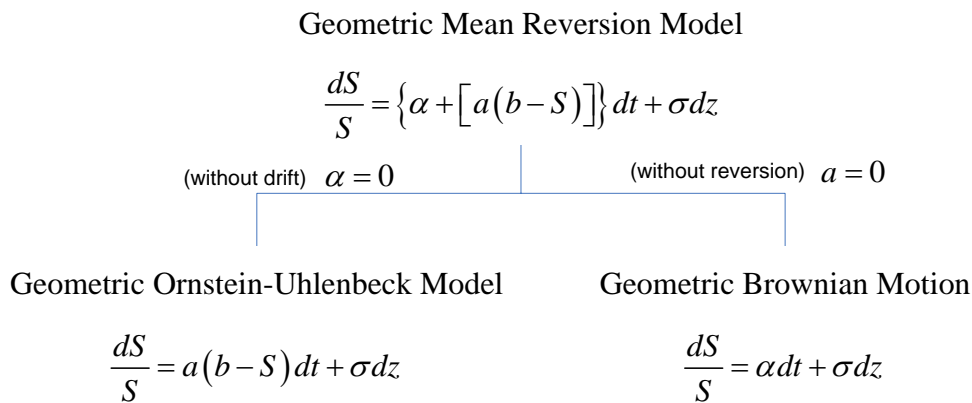 Geometric Mean Reversion Model
dS/S = {α + [a(b − S)]} dt + σdz
(without drift) α = 0
(without reversion) a = 0
Geometric Ornstein-Uhlenbeck Model
dS/S = a(b − S)dt + σdz
Geometric Brownian Motion
dS/S = αdt + σdz